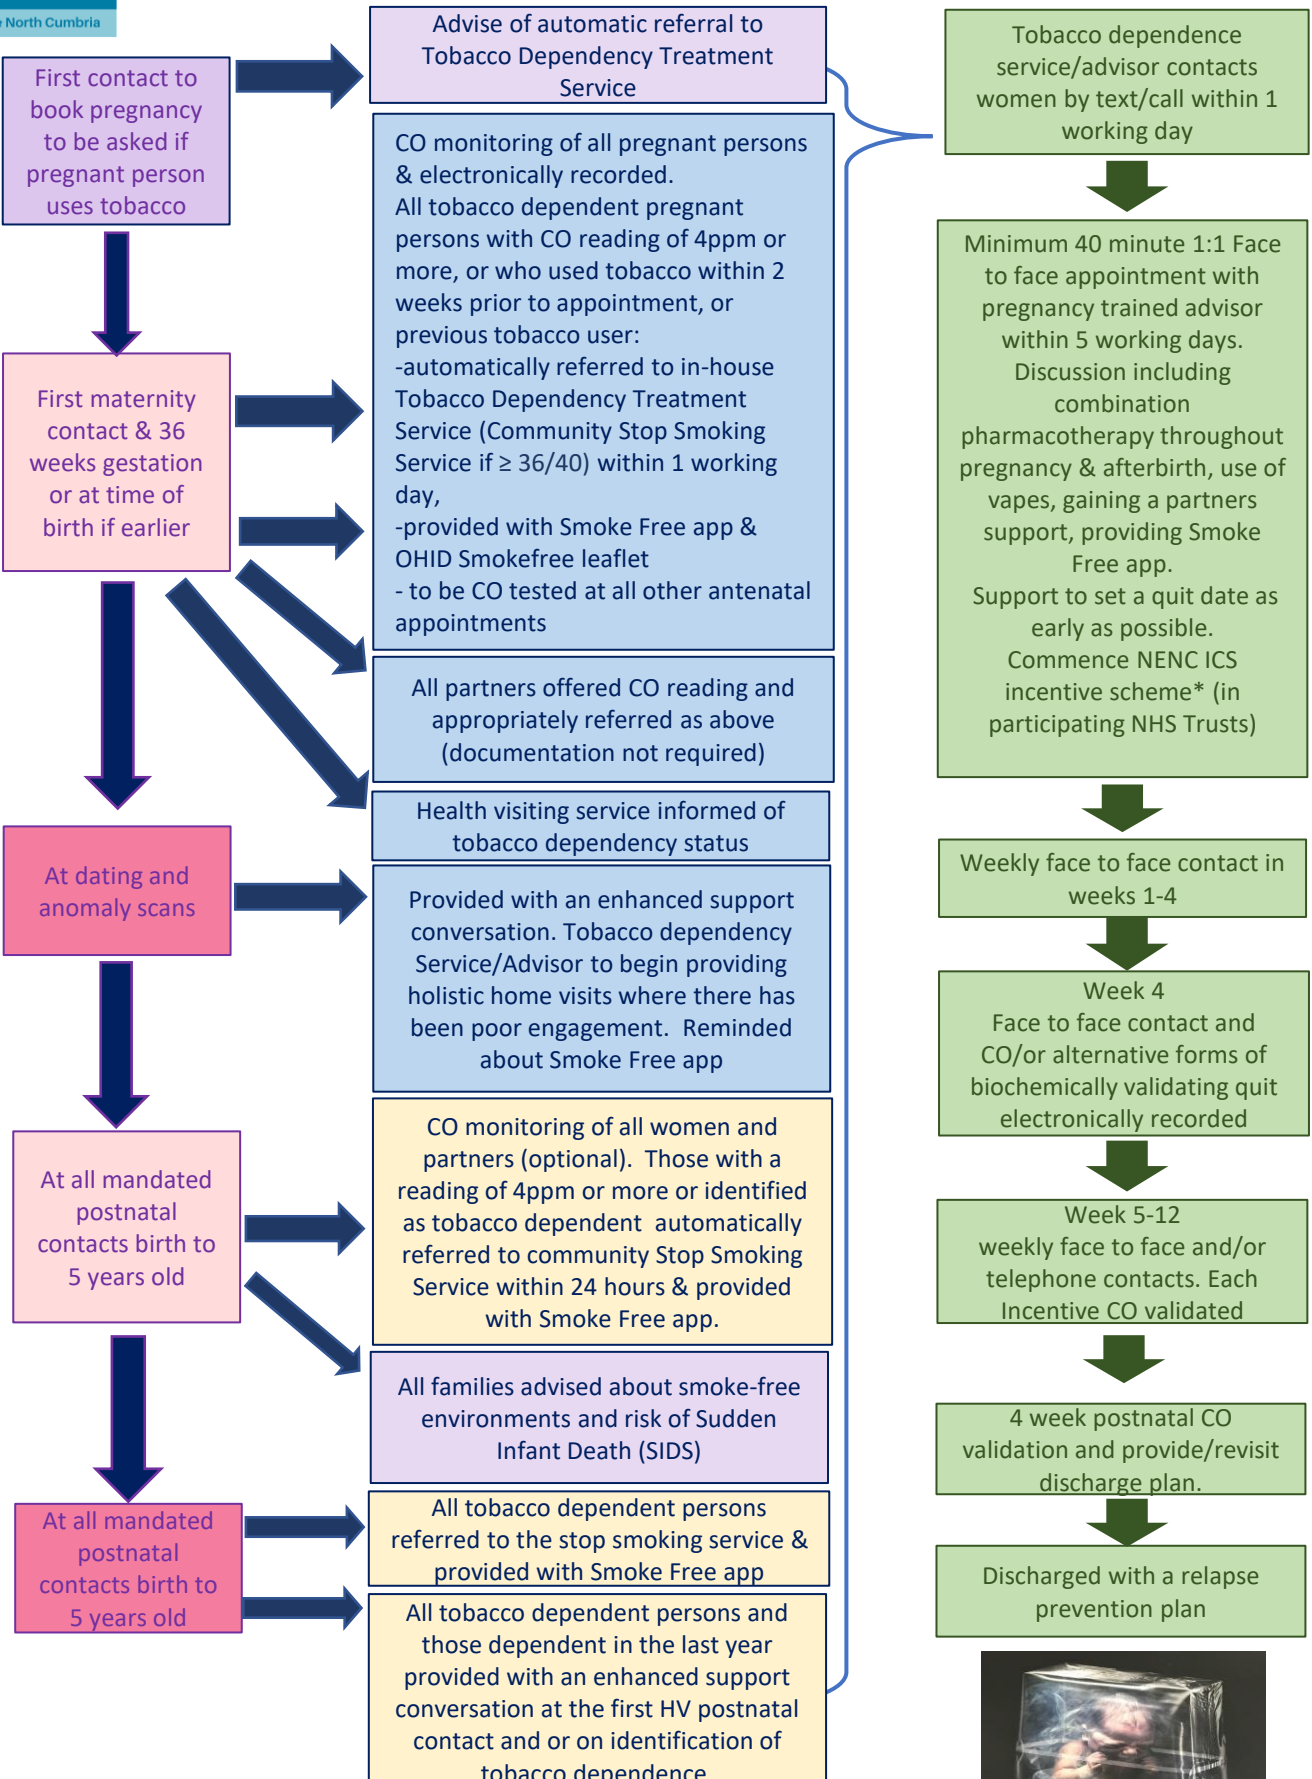 North Cumbria
First contact to
book pregnancy
to be asked if
pregnant person
uses tobacco
First maternity
contact & 36
weeks gestation
or at time of
birth if earlier
At dating and
anomaly scans
At all mandated
postnatal
contacts birth to
5 years old
At all mandated
postnatal
contacts birth to
5 years old
Advise of automatic referral to
Tobacco Dependency Treatment
Service
CO monitoring of all pregnant persons
& electronically recorded.
All tobacco dependent pregnant
persons with CO reading of 4ppm or
more, or who used tobacco within 2
weeks prior to appointment, or
previous tobacco user:
-automatically referred to in-house
Tobacco Dependency Treatment
Service (Community Stop Smoking
Service if ≥ 36/40) within 1 working
day,
-provided with Smoke Free app &
OHID Smokefree leaflet
- to be CO tested at all other antenatal
appointments
All partners offered CO reading and
appropriately referred as above
(documentation not required)
Health visiting service informed of
tobacco dependency status
Provided with an enhanced support
conversation. Tobacco dependency
Service/Advisor to begin providing
holistic home visits where there has
been poor engagement.  Reminded
about Smoke Free app
CO monitoring of all women and
partners (optional).  Those with a
reading of 4ppm or more or identified
as tobacco dependent  automatically
referred to community Stop Smoking
Service within 24 hours & provided
with Smoke Free app.
All families advised about smoke-free
environments and risk of Sudden
Infant Death (SIDS)
All tobacco dependent persons
referred to the stop smoking service &
provided with Smoke Free app
All tobacco dependent persons and
those dependent in the last year
provided with an enhanced support
conversation at the first HV postnatal
contact and or on identification of
tobacco dependence
Tobacco dependence
service/advisor contacts
women by text/call within 1
working day
Minimum 40 minute 1:1 Face
to face appointment with
pregnancy trained advisor
within 5 working days.
Discussion including
combination
pharmacotherapy throughout
pregnancy & afterbirth, use of
vapes, gaining a partners
support, providing Smoke
Free app.
Support to set a quit date as
early as possible.
Commence NENC ICS
incentive scheme* (in
participating NHS Trusts)
Weekly face to face contact in
weeks 1-4
Week 4
Face to face contact and
CO/or alternative forms of
biochemically validating quit
electronically recorded
Week 5-12
weekly face to face and/or
telephone contacts. Each
Incentive CO validated
4 week postnatal CO
validation and provide/revisit
discharge plan.
Discharged with a relapse
prevention plan